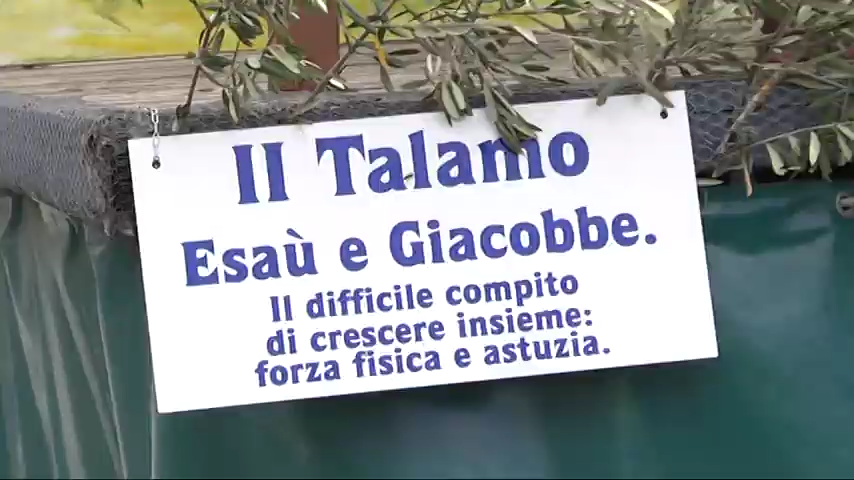 Il Talamo
Esaù e Giacobbe.
Il difficile compito
di crescere insieme:
forza fisica e astuzia.